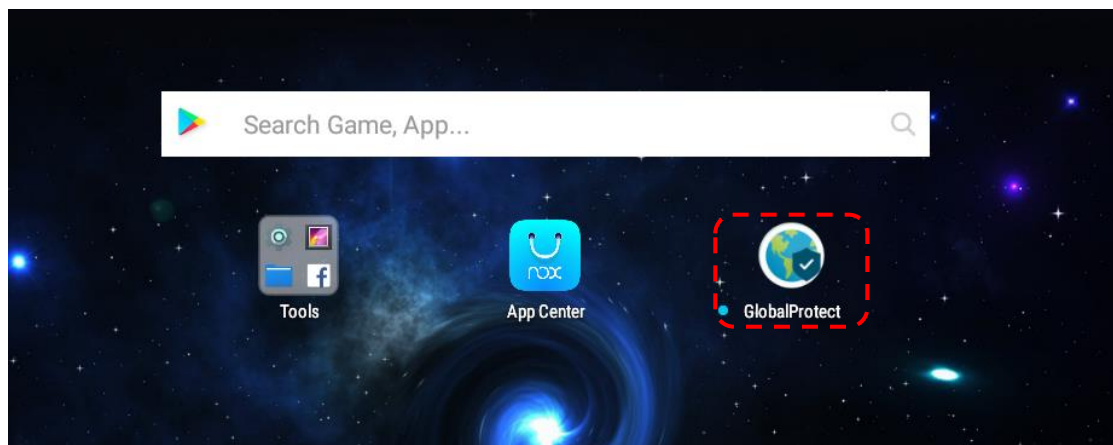 Search Game, App...
nox
Tools
App Center
GlobalProtect